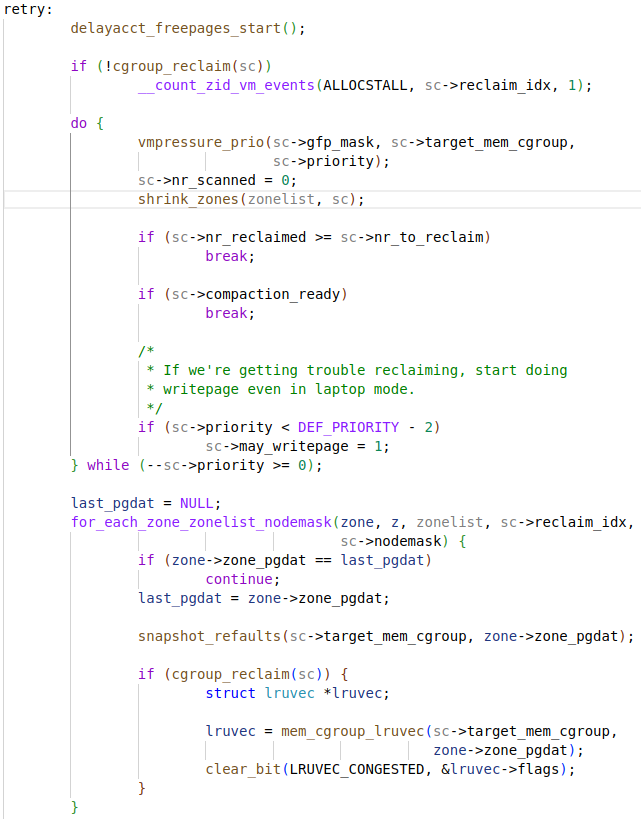 retry:
        delayacct_freepages_start();

        if (!cgroup_reclaim(sc))
                __count_zid_vm_events(ALLOCSTALL, sc->reclaim_idx, 1);

        do {
                vmpressure_prio(sc->gfp_mask, sc->target_mem_cgroup,
                                sc->priority);
                sc->nr_scanned = 0;
                shrink_zones(zonelist, sc);

                if (sc->nr_reclaimed >= sc->nr_to_reclaim)
                        break;

                if (sc->compaction_ready)
                        break;

                /*
                 * If we're getting trouble reclaiming, start doing
                 * writepage even in laptop mode.
                 */
                if (sc->priority < DEF_PRIORITY - 2)
                        sc->may_writepage = 1;
        } while (--sc->priority >= 0);

        last_pgdat = NULL;
        for_each_zone_zonelist_nodemask(zone, z, zonelist, sc->reclaim_idx,
                                        sc->nodemask) {
                if (zone->zone_pgdat == last_pgdat)
                        continue;
                last_pgdat = zone->zone_pgdat;

                snapshot_refaults(sc->target_mem_cgroup, zone->zone_pgdat);

                if (cgroup_reclaim(sc)) {
                        struct lruvec *lruvec;

                        lruvec = mem_cgroup_lruvec(sc->target_mem_cgroup,
                                                   zone->zone_pgdat);
                        clear_bit(LRUVEC_CONGESTED, &lruvec->flags);
                }
        }